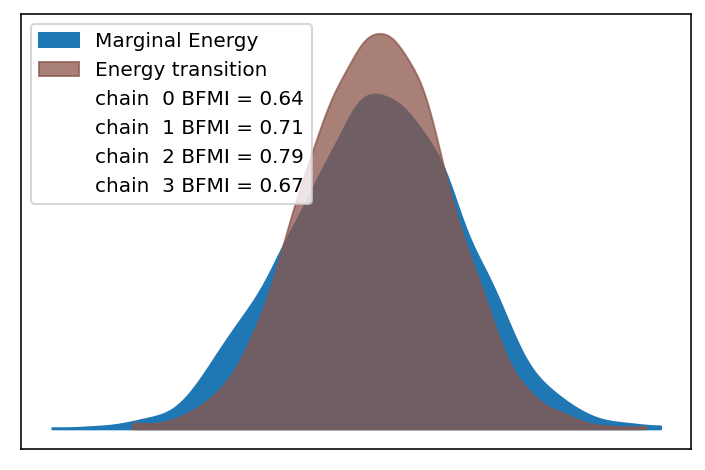 Marginal Energy
Energy transition
chain  0 BFMI = 0.64
chain  1 BFMI = 0.71
chain  2 BFMI = 0.79
chain  3 BFMI = 0.67